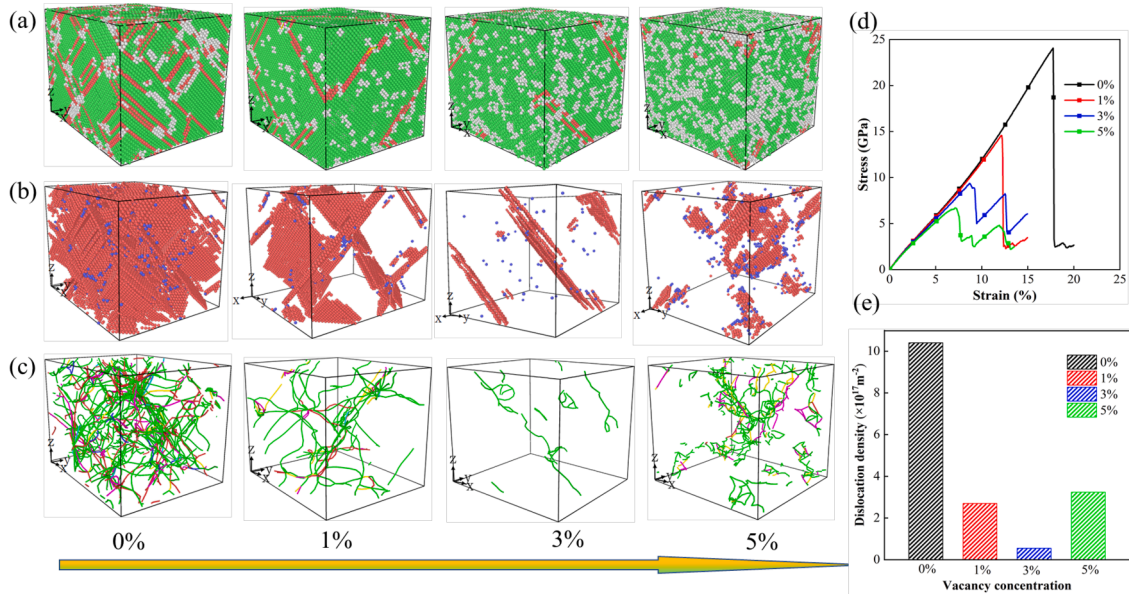 (a)
z
y
x
z
y
x
z
y
x
z
y
x
(b)
z
x
y
z
x
y
z
x
y
z
x
y
(c)
z
y
x
z
y
x
z
y
x
z
y
x
0%
1%
3%
5%
(d)
25
20
15
10
5
0
0
5
10
15
20
25
Stress (GPa)
Strain (%)
0%
1%
3%
5%
(e)
10
8
6
4
2
0
Dislocation density (×10¹⁷m⁻²)
0%
1%
3%
5%
0%
1%
3%
5%
Vacancy concentration